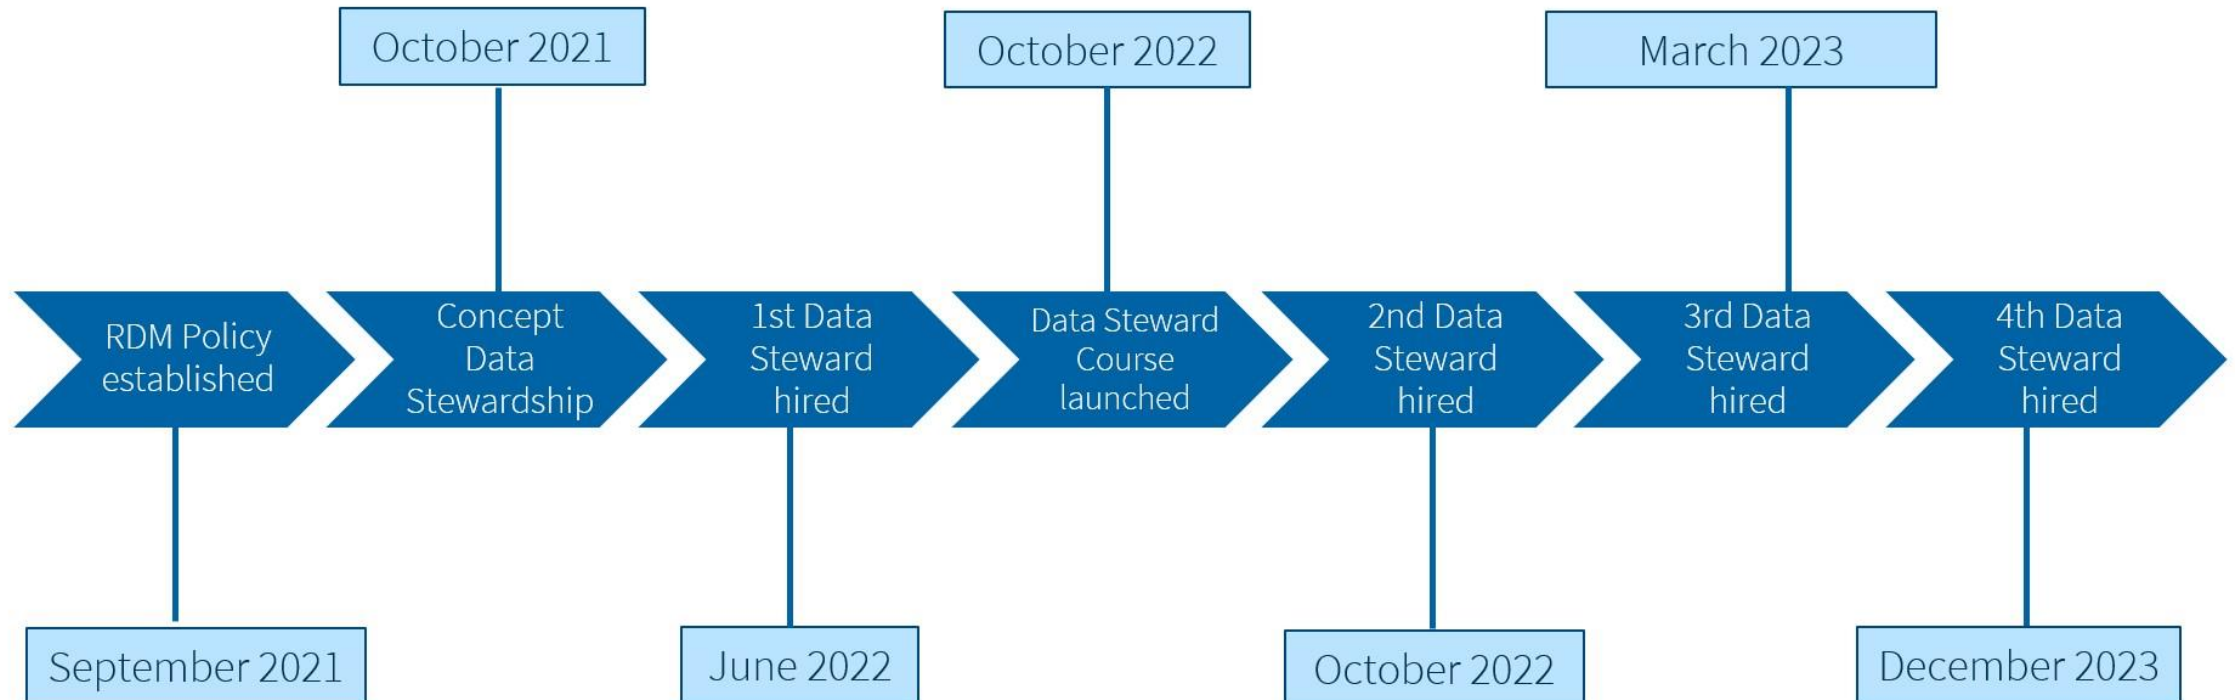 October 2021
October 2022
March 2023
RDM Policy
established
Concept
Data
Stewardship
1st Data
Steward
hired
Data Steward
Course
launched
2nd Data
Steward
hired
3rd Data
Steward
hired
4th Data
Steward
hired
September 2021
June 2022
October 2022
December 2023